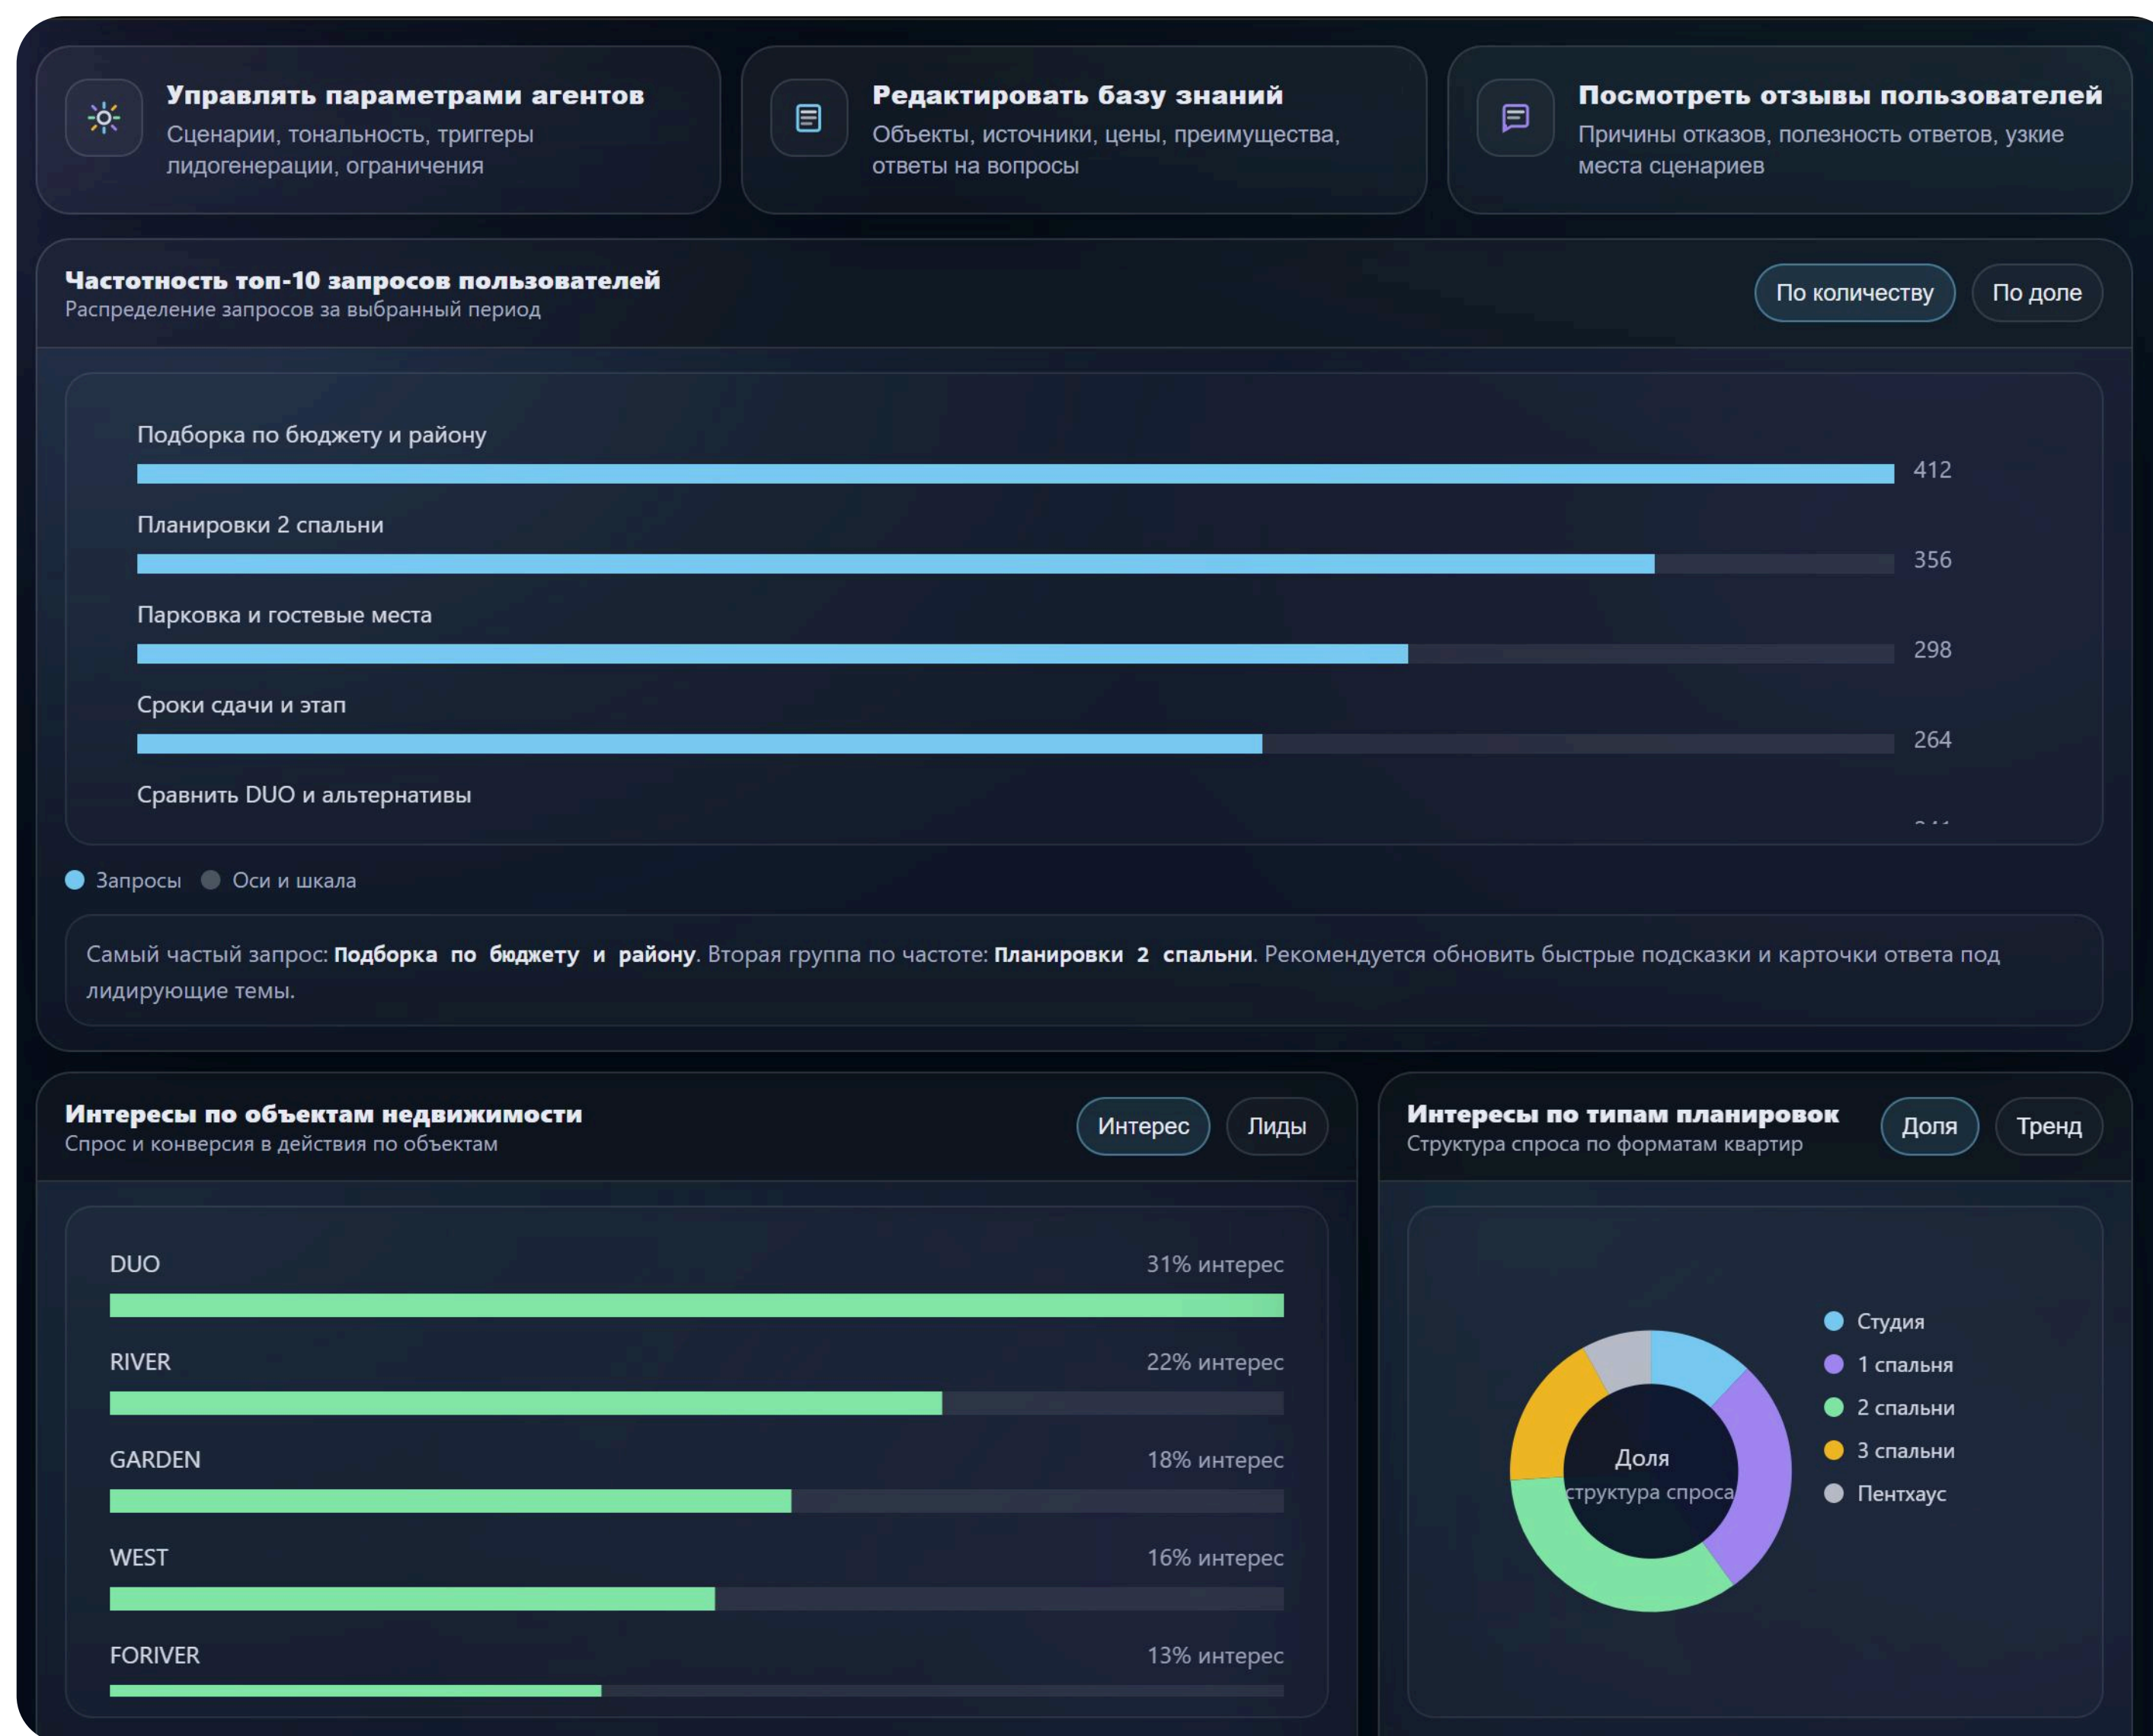 Управлять параметрами агентов
Сценарии, тональность, триггеры
лидогенерации, ограничения
Редактировать базу знаний
Объекты, источники, цены, преимущества,
ответы на вопросы
Посмотреть отзывы пользователей
Причины отказов, полезность ответов, узкие
места сценариев
Частотность топ-10 запросов пользователей
Распределение запросов за выбранный период
По количеству
По доле
Подборка по бюджету и району
412
Планировки 2 спальни
356
Парковка и гостевые места
298
Сроки сдачи и этап
264
Сравнить DUO и альтернативы
Запросы
Оси и шкала
Самый частый запрос: Подборка по бюджету и району. Вторая группа по частоте: Планировки 2 спальни. Рекомендуется обновить быстрые подсказки и карточки ответа под
лидирующие темы.
Интересы по объектам недвижимости
Спрос и конверсия в действия по объектам
Интерес
Лиды
DUO
31% интерес
RIVER
22% интерес
GARDEN
18% интерес
WEST
16% интерес
FORIVER
13% интерес
Интересы по типам планировок
Структура спроса по форматам квартир
Доля
Тренд
Доля
структура спроса
Студия
1 спальня
2 спальни
3 спальни
Пентхаус